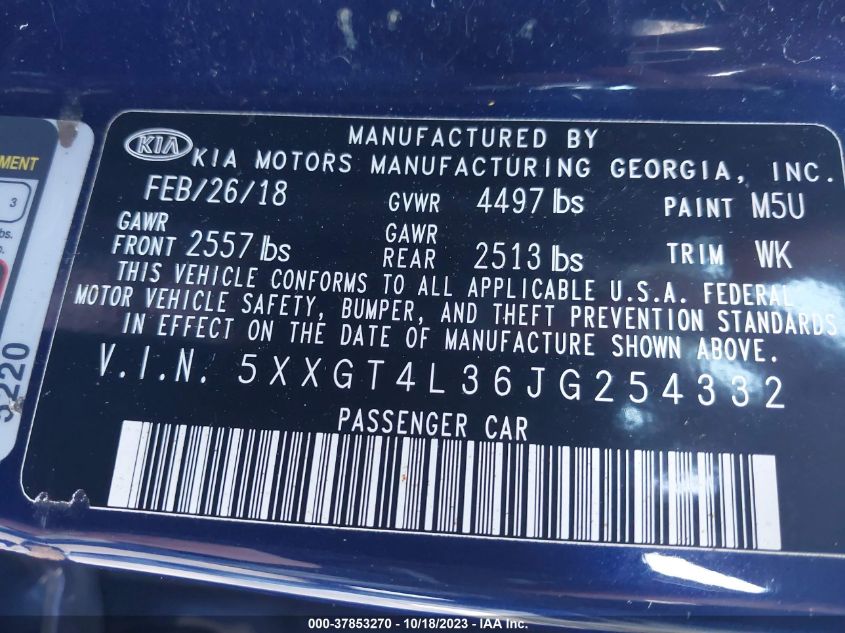 MANUFACTURED BY
KIA KIA MOTORS MANUFACTURING GEORGIA, INC.
FEB/26/18 GVWR 4497 lbs PAINT M5U
GAWR FRONT 2557 lbs GAWR REAR 2513 lbs TRIM WK
THIS VEHICLE CONFORMS TO ALL APPLICABLE U.S.A. FEDERAL
MOTOR VEHICLE SAFETY, BUMPER, AND THEFT PREVENTION STANDARDS
IN EFFECT ON THE DATE OF MANUFACTURE SHOWN ABOVE.
V.I.N. 5XXGT4L36JG254332
PASSENGER CAR
3
220
000-37853270 - 10/18/2023 - IAA Inc.